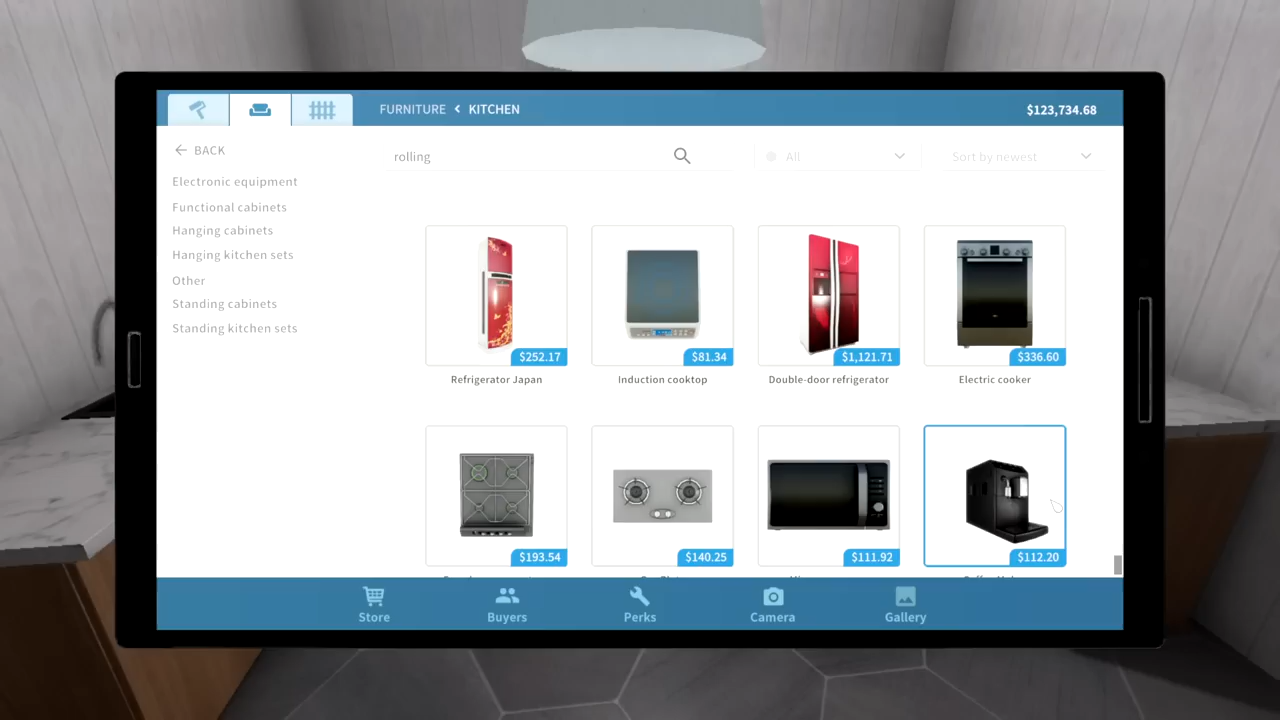 FURNITURE < KITCHEN
$123,734.68
BACK
rolling
All
Sort by newest
Electronic equipment
Functional cabinets
Hanging cabinets
Hanging kitchen sets
Other
Standing cabinets
Standing kitchen sets
$252.17
$81.34
$1,121.71
$336.60
Refrigerator Japan
Induction cooktop
Double-door refrigerator
Electric cooker
$193.54
$140.25
$111.92
$112.20
Store
Buyers
Perks
Camera
Gallery